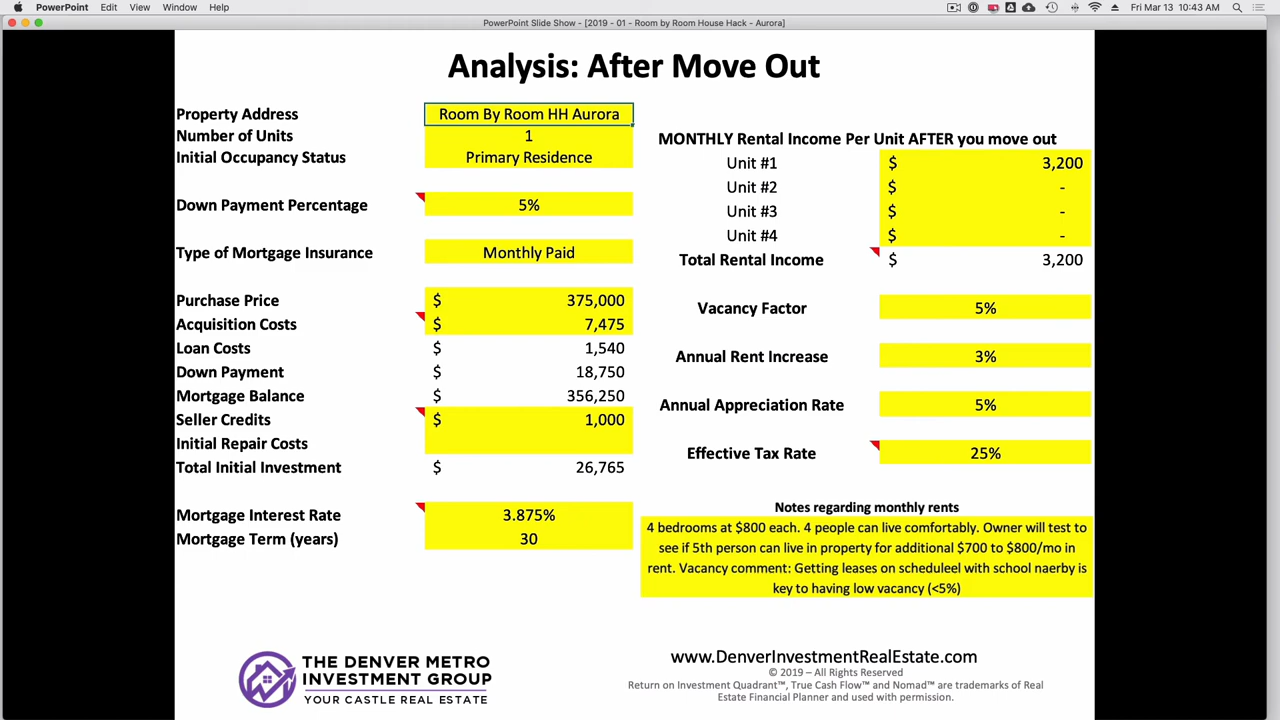 PowerPoint Edit View Window Help
Fri Mar 13 10:43 AM
PowerPoint Slide Show - [2019 - 01 - Room by Room House Hack - Aurora]
Analysis: After Move Out
Property Address Room By Room HH Aurora
Number of Units 1
Initial Occupancy Status Primary Residence
Down Payment Percentage 5%
Type of Mortgage Insurance Monthly Paid
Purchase Price $ 375,000
Acquisition Costs $ 7,475
Loan Costs $ 1,540
Down Payment $ 18,750
Mortgage Balance $ 356,250
Seller Credits $ 1,000
Initial Repair Costs
Total Initial Investment $ 26,765
Mortgage Interest Rate 3.875%
Mortgage Term (years) 30
MONTHLY Rental Income Per Unit AFTER you move out
Unit #1 $ 3,200
Unit #2 $ -
Unit #3 $ -
Unit #4 $ -
Total Rental Income $ 3,200
Vacancy Factor 5%
Annual Rent Increase 3%
Annual Appreciation Rate 5%
Effective Tax Rate 25%
Notes regarding monthly rents
4 bedrooms at $800 each. 4 people can live comfortably. Owner will test to
see if 5th person can live in property for additional $700 to $800/mo in
rent. Vacancy comment: Getting leases on scheduleel with school naerby is
key to having low vacancy (<5%)
THE DENVER METRO
INVESTMENT GROUP
YOUR CASTLE REAL ESTATE
www.DenverInvestmentRealEstate.com
© 2019 – All Rights Reserved
Return on Investment Quadrant™, True Cash Flow™ and Nomad™ are trademarks of Real
Estate Financial Planner and used with permission.